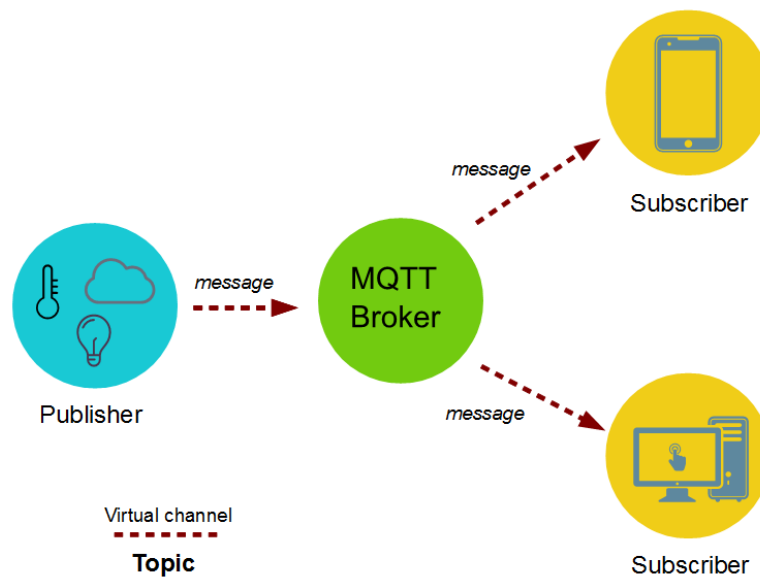 message
Subscriber
message
MQTT
Broker
Publisher
message
Virtual channel
Topic
Subscriber